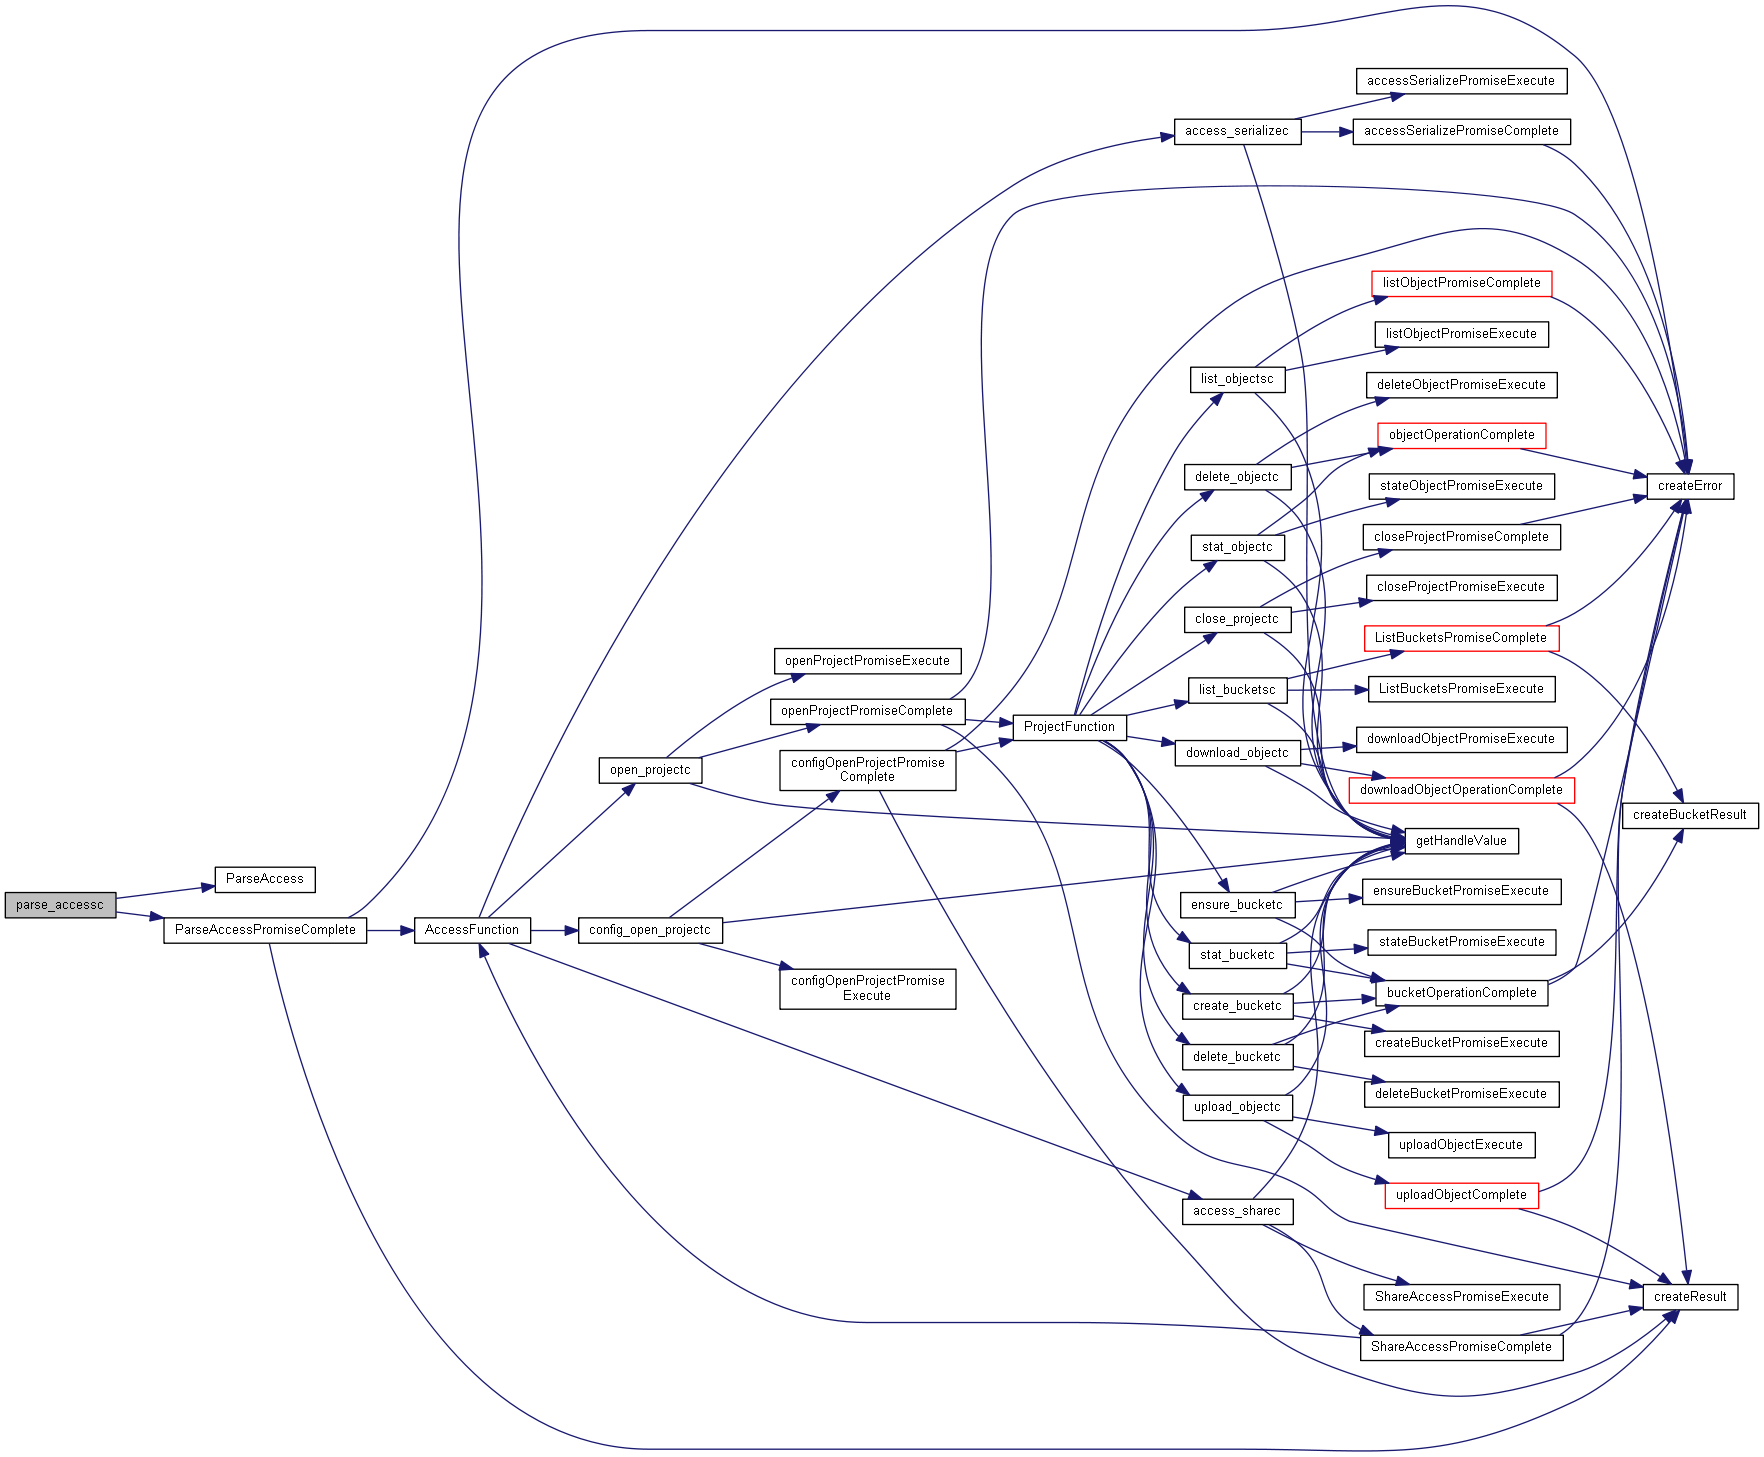 accessSerializePromiseExecute
access_serializec
accessSerializePromiseComplete
listObjectPromiseComplete
listObjectPromiseExecute
list_objectsc
deleteObjectPromiseExecute
objectOperationComplete
delete_objectc
stateObjectPromiseExecute
createError
stat_objectc
closeProjectPromiseComplete
closeProjectPromiseExecute
close_projectc
ListBucketsPromiseComplete
openProjectPromiseExecute
list_bucketsc
ListBucketsPromiseExecute
openProjectPromiseComplete
ProjectFunction
downloadObjectPromiseExecute
download_objectc
configOpenProjectPromise
Complete
open_projectc
downloadObjectOperationComplete
createBucketResult
getHandleValue
ParseAccess
ensureBucketPromiseExecute
parse_accessc
ensure_bucketc
ParseAccessPromiseComplete
AccessFunction
config_open_projectc
stateBucketPromiseExecute
stat_bucketc
configOpenProjectPromise
Execute
bucketOperationComplete
create_bucketc
createBucketPromiseExecute
delete_bucketc
deleteBucketPromiseExecute
upload_objectc
uploadObjectExecute
uploadObjectComplete
access_sharec
ShareAccessPromiseExecute
createResult
ShareAccessPromiseComplete